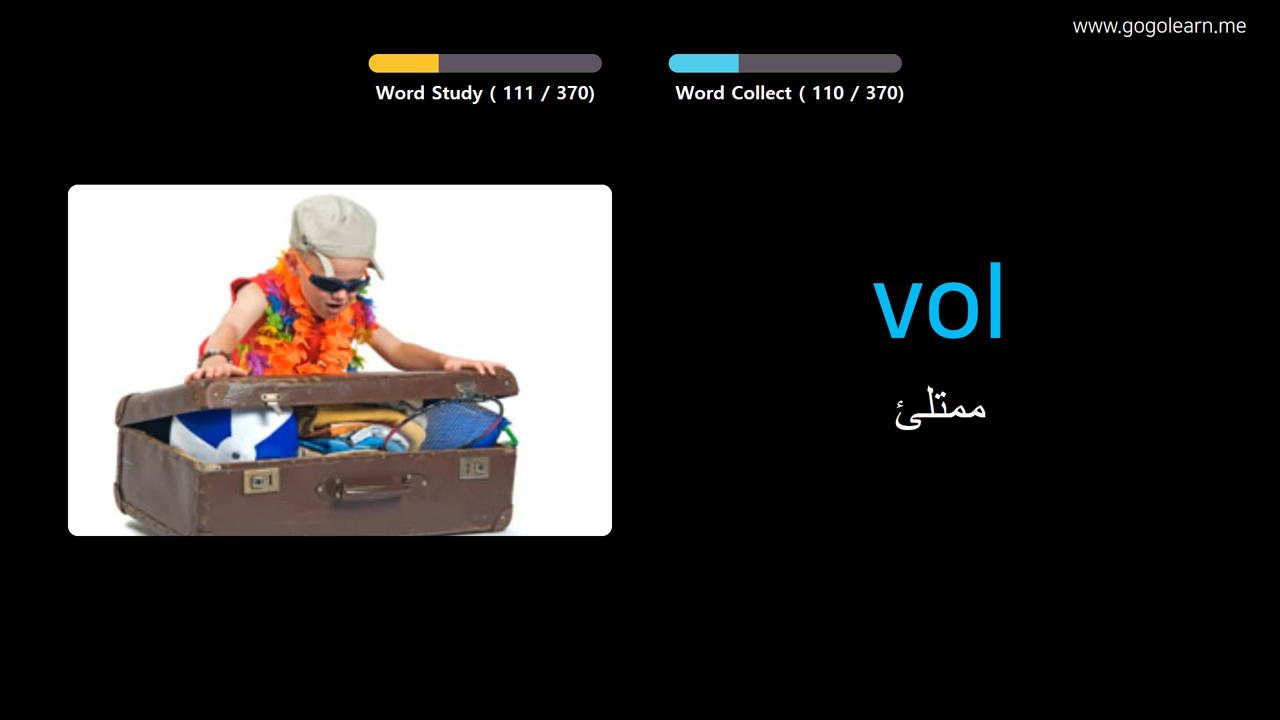 www.gogolearn.me
Word Study ( 111 / 370)
Word Collect ( 110 / 370)
vol
ممتلئ